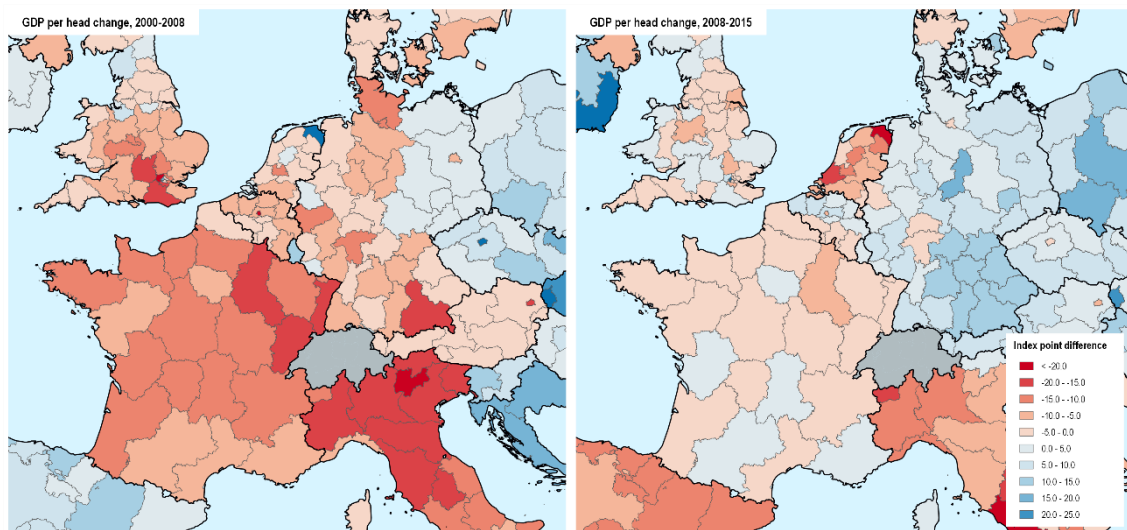 GDP per head change, 2000-2008
GDP per head change, 2008-2015
Index point difference
< -20.0
-20.0 - -15.0
-15.0 - -10.0
-10.0 - -5.0
-5.0 - 0.0
0.0 - 5.0
5.0 - 10.0
10.0 - 15.0
15.0 - 20.0
20.0 - 25.0